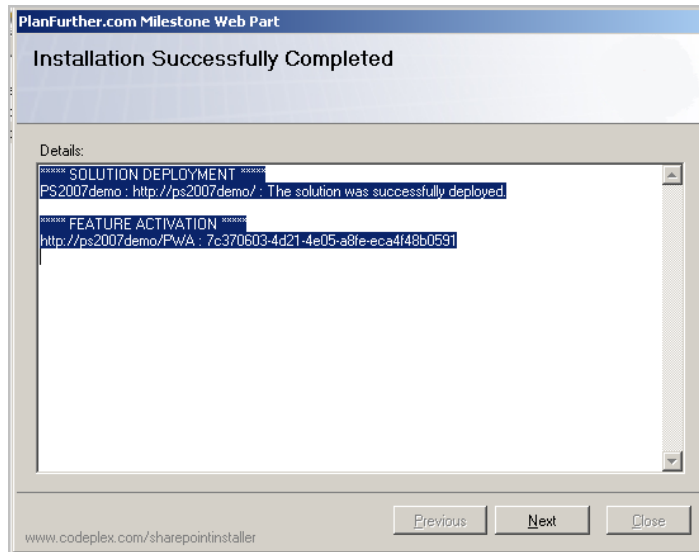 PlanFurther.com Milestone Web Part
Installation Successfully Completed
Details:
***** SOLUTION DEPLOYMENT *****
PS2007demo : http://ps2007demo/ : The solution was successfully deployed.
***** FEATURE ACTIVATION *****
http://ps2007demo/PWA : 7c370603-4d21-4e05-a8fe-eca4f48b0591
Previous
Next
Close
www.codeplex.com/sharepointinstaller